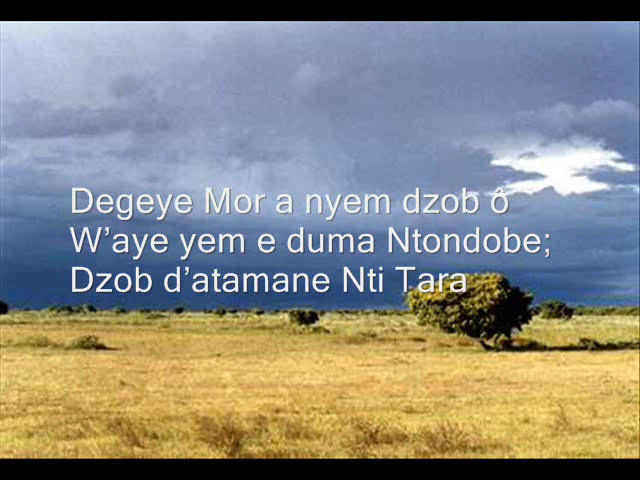 Degeye Mor a nyem dzob ô
W’aye yem e duma Ntondobe;
Dzob d’atamane Nti Tara